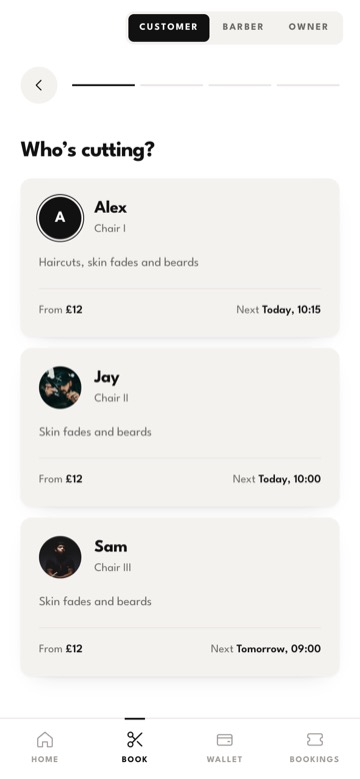 CUSTOMER BARBER OWNER
Who’s cutting?
A
Alex
Chair I
Haircuts, skin fades and beards
From £12 Next Today, 10:15
Jay
Chair II
Skin fades and beards
From £12 Next Today, 10:00
Sam
Chair III
Skin fades and beards
From £12 Next Tomorrow, 09:00
HOME BOOK WALLET BOOKINGS